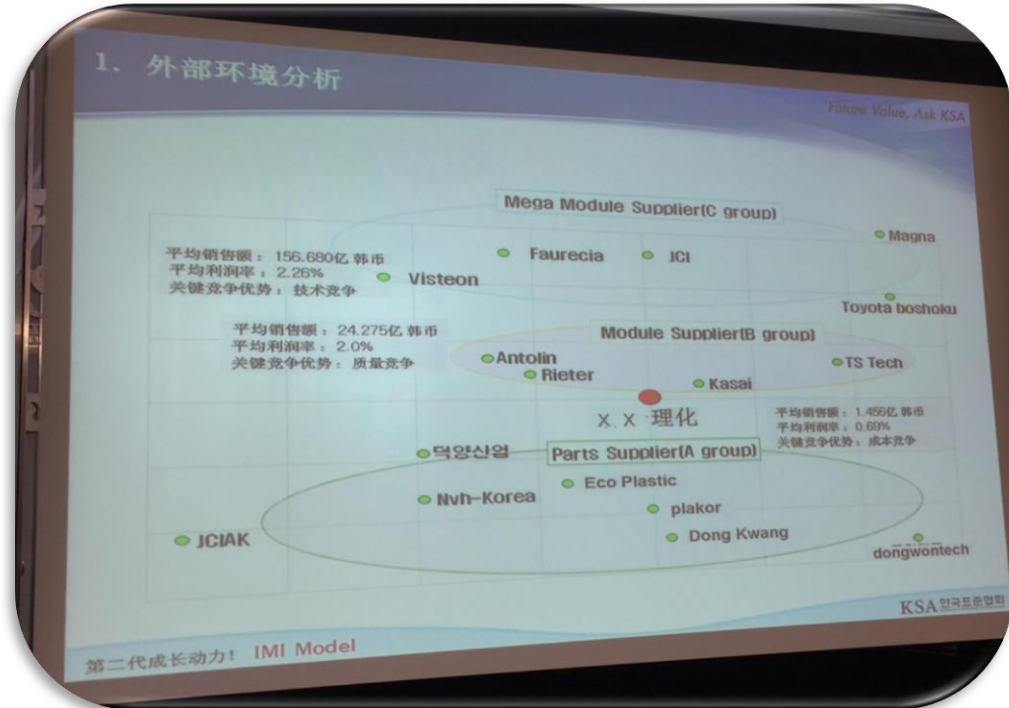 1. 外部环境分析
Future Value, Ask KSA
Mega Module Supplier(C group)
Magna
平均销售额：156.680亿 韩币
平均利润率：2.26%
关键竞争优势：技术竞争
Faurecia
JCI
Visteon
Toyota boshoku
平均销售额：24.275亿 韩币
平均利润率：2.0%
关键竞争优势：质量竞争
Module Supplier(B group)
Antolin
Rieter
Kasai
TS Tech
X.X 理化
平均销售额：1.456亿 韩币
平均利润率：0.69%
关键竞争优势：成本竞争
덕양산업
Parts Supplier(A group)
Nvh-Korea
Eco Plastic
plakor
JCIAK
Dong Kwang
dongwontech
KSA 한국표준협회
第二代成长动力！ IMI Model